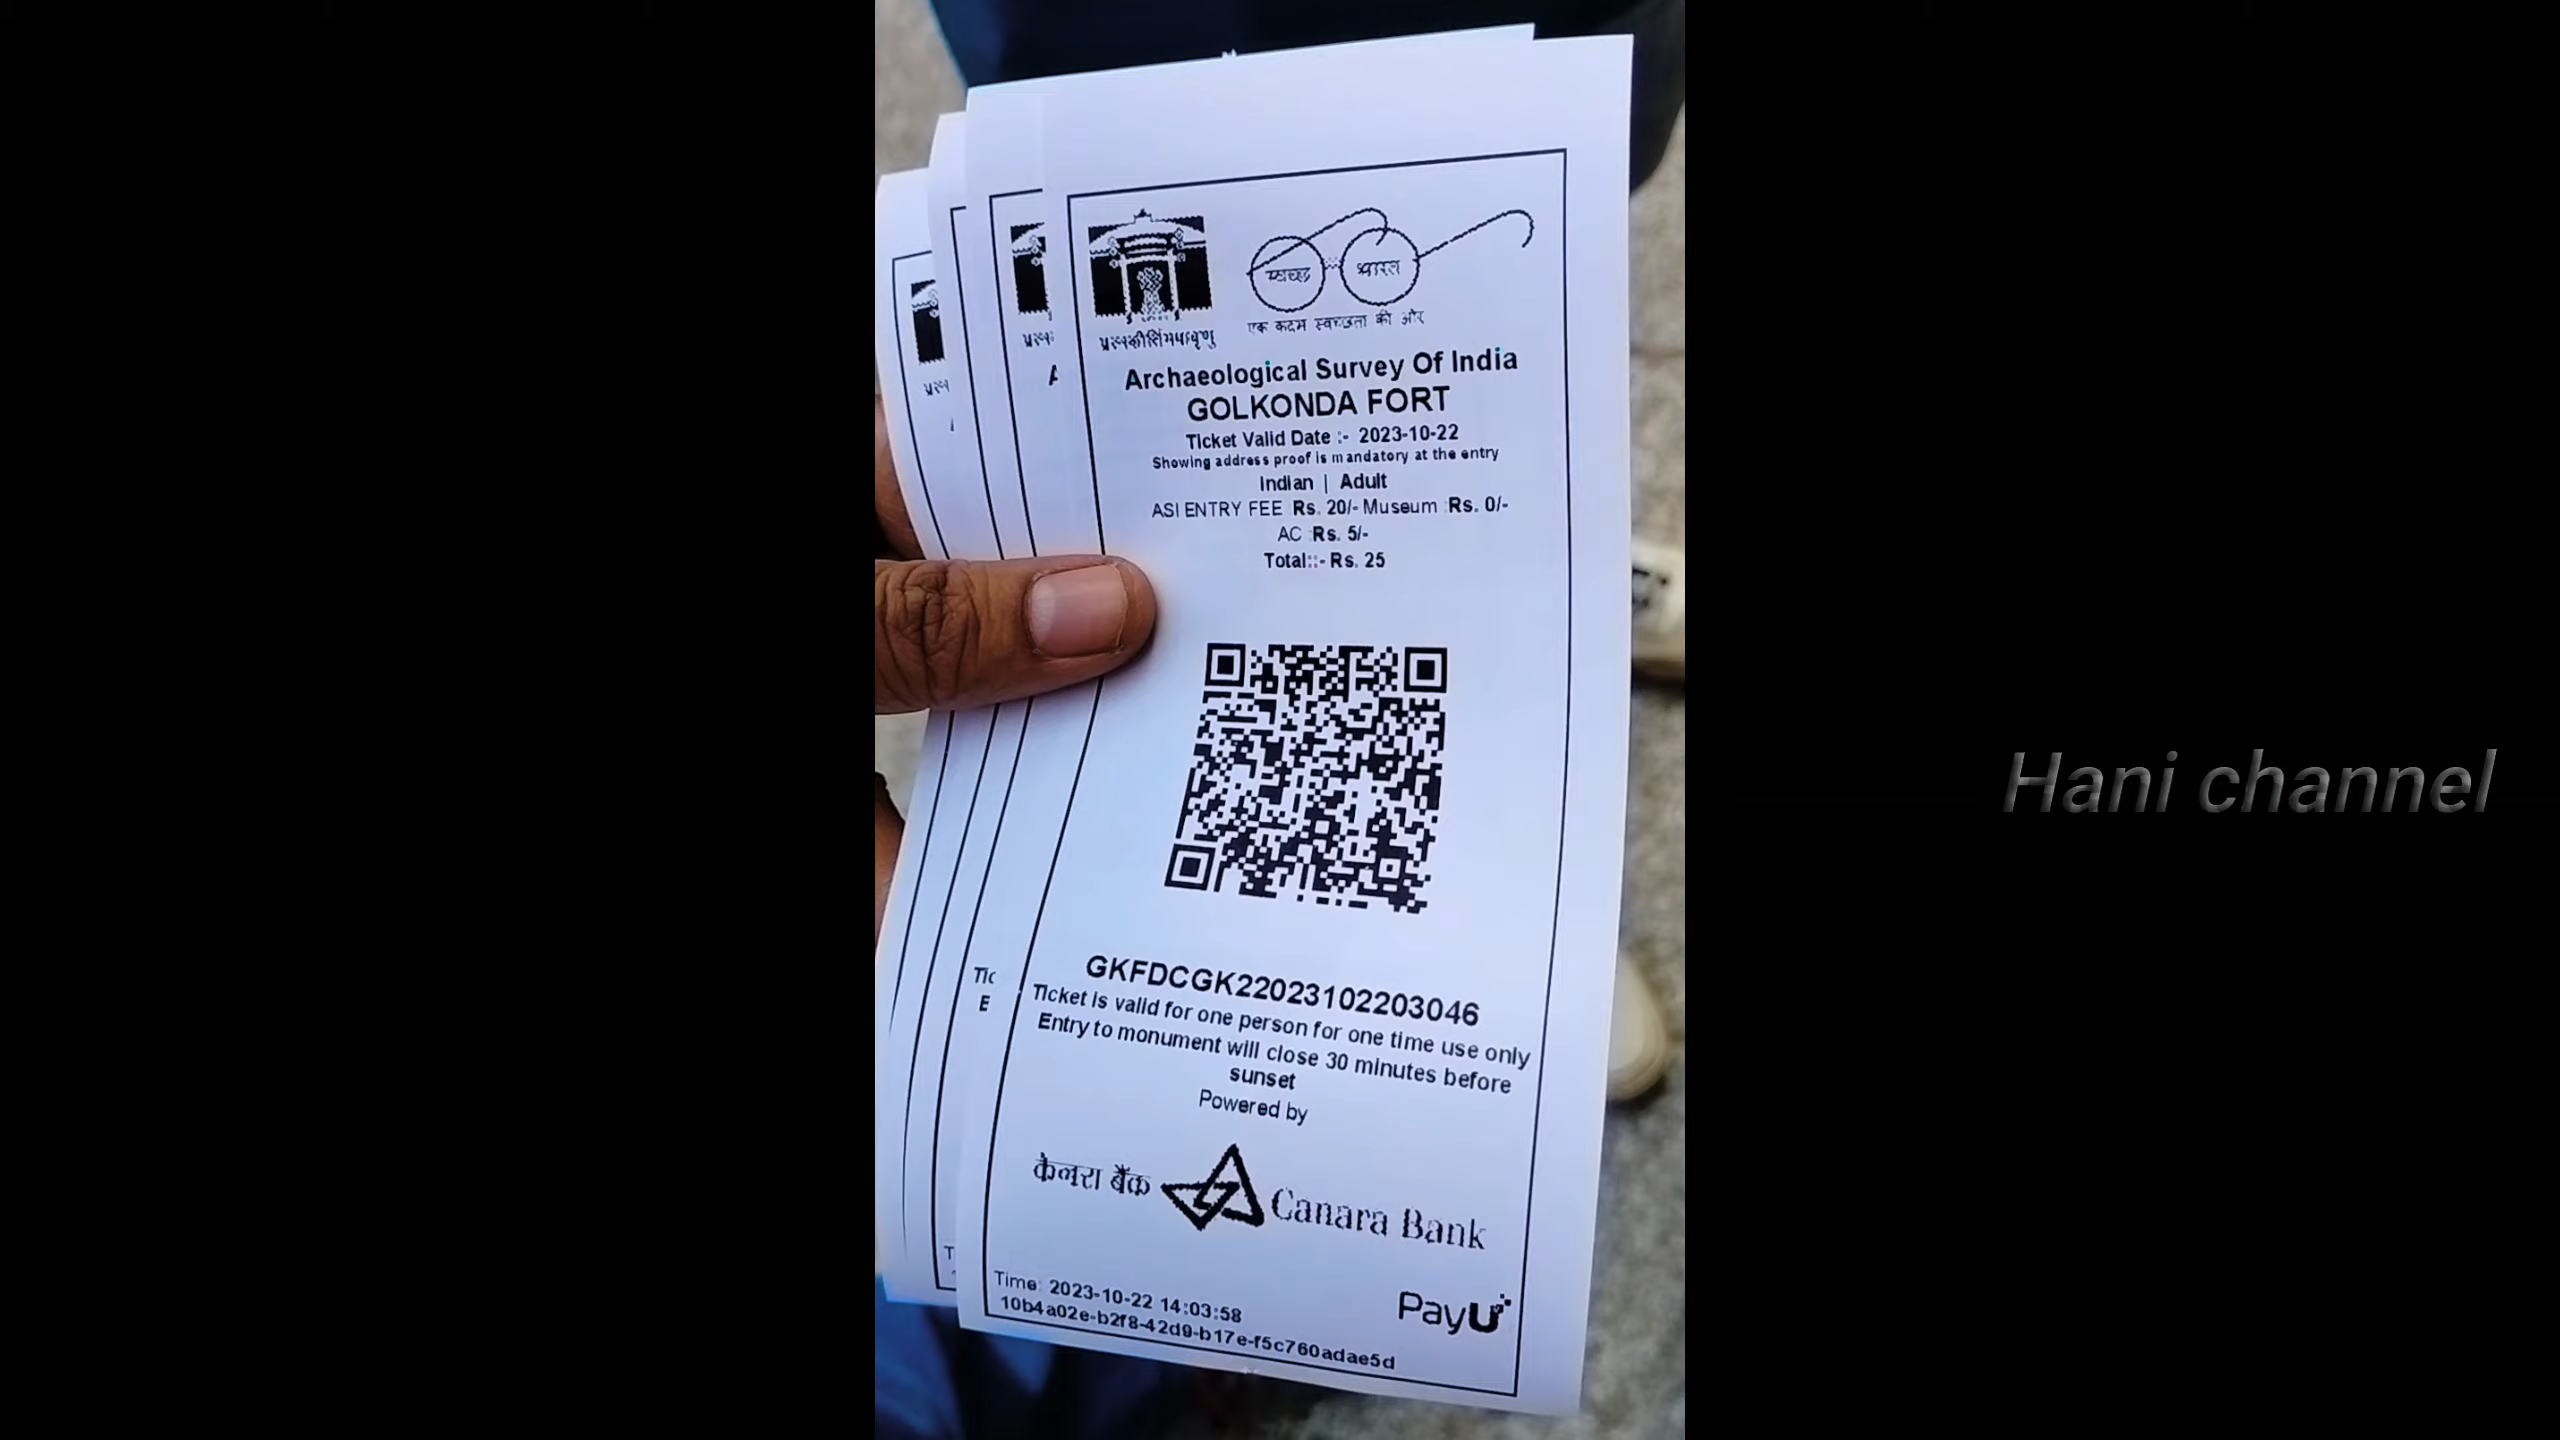 स्वच्छ भारत
एक कदम स्वच्छता की ओर
Archaeological Survey Of India
GOLKONDA FORT
Ticket Valid Date :- 2023-10-22
Showing address proof is mandatory at the entry
Indian | Adult
ASI ENTRY FEE Rs. 20/- Museum :Rs. 0/-
AC :Rs. 5/-
Total::- Rs. 25
GKFDCGK22023102203046
Ticket is valid for one person for one time use only
Entry to monument will close 30 minutes before
sunset
Powered by
केनरा बैंक Canara Bank
Time: 2023-10-22 14:03:58
10b4a02e-b2f8-42d9-b17e-f5c760adae5d
PayU
Hani channel